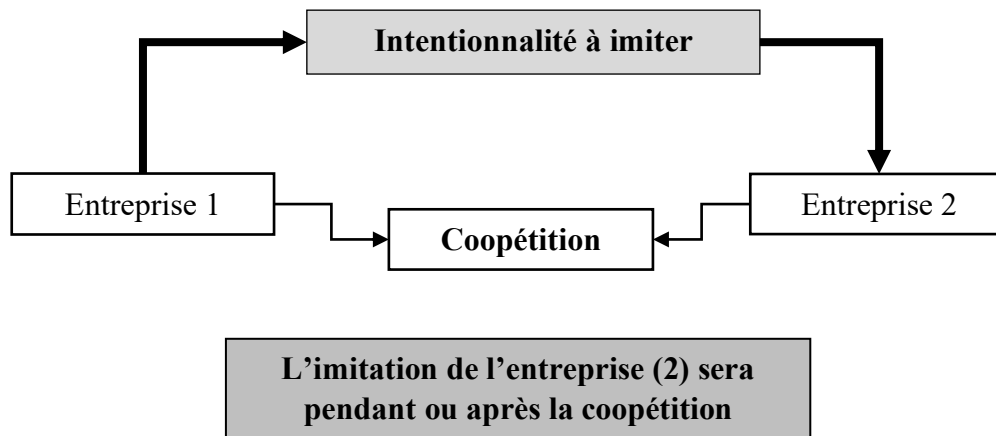 Intentionnalité à imiter
Entreprise 1
Entreprise 2
Coopétition
L’imitation de l’entreprise (2) sera
pendant ou après la coopétition